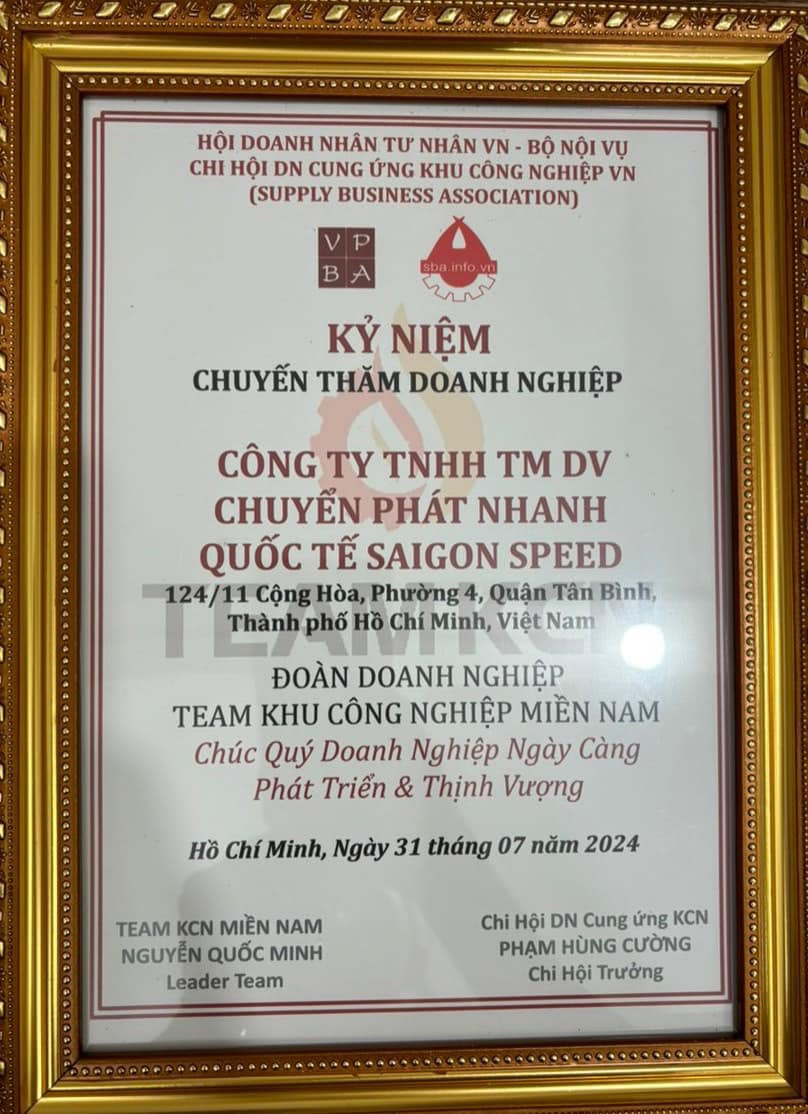 HỘI DOANH NHÂN TƯ NHÂN VN - BỘ NỘI VỤ
CHI HỘI DN CUNG ỨNG KHU CÔNG NGHIỆP VN
(SUPPLY BUSINESS ASSOCIATION)
V P
B A
sba.info.vn
KỶ NIỆM
CHUYẾN THĂM DOANH NGHIỆP
CÔNG TY TNHH TM DV
CHUYỂN PHÁT NHANH
QUỐC TẾ SAIGON SPEED
TEAM KCN
124/11 Cộng Hòa, Phường 4, Quận Tân Bình,
Thành phố Hồ Chí Minh, Việt Nam
ĐOÀN DOANH NGHIỆP
TEAM KHU CÔNG NGHIỆP MIỀN NAM
Chúc Quý Doanh Nghiệp Ngày Càng
Phát Triển & Thịnh Vượng
Hồ Chí Minh, Ngày 31 tháng 07 năm 2024
TEAM KCN MIỀN NAM
NGUYỄN QUỐC MINH
Leader Team
Chi Hội DN Cung ứng KCN
PHẠM HÙNG CƯỜNG
Chi Hội Trưởng